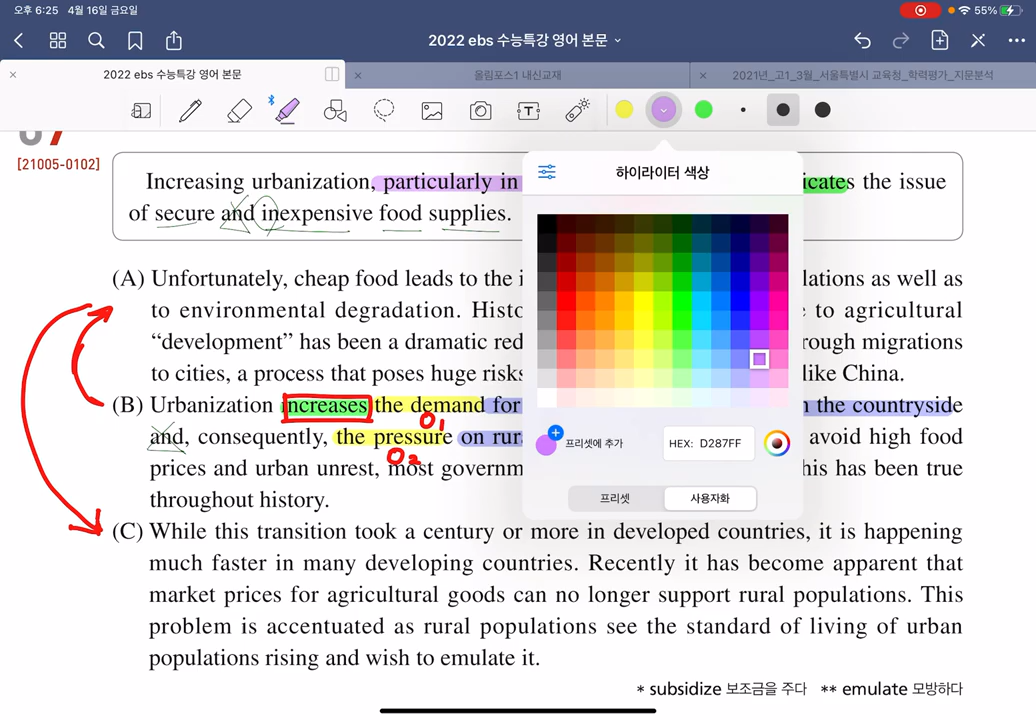 오후 6:25 4월 16일 금요일 55%
2022 ebs 수능특강 영어 본문
2022 ebs 수능특강 영어 본문
올림포스1 내신교재
2021년_고1_3월_서울특별시 교육청_학력평가_지문분석
[21005-0102]
Increasing urbanization, particularly in icates the issue
of secure and inexpensive food supplies.
하이라이터 색상
(A) Unfortunately, cheap food leads to the i lations as well as
to environmental degradation. Histo to agricultural
“development” has been a dramatic red rough migrations
to cities, a process that poses huge risks like China.
(B) Urbanization increases the demand for n the countryside
O1
and, consequently, the pressure on rura avoid high food
O2
prices and urban unrest, most governm his has been true
throughout history.
프리셋에 추가 HEX: D287FF
프리셋 사용자화
(C) While this transition took a century or more in developed countries, it is happening
much faster in many developing countries. Recently it has become apparent that
market prices for agricultural goods can no longer support rural populations. This
problem is accentuated as rural populations see the standard of living of urban
populations rising and wish to emulate it.
* subsidize 보조금을 주다 ** emulate 모방하다